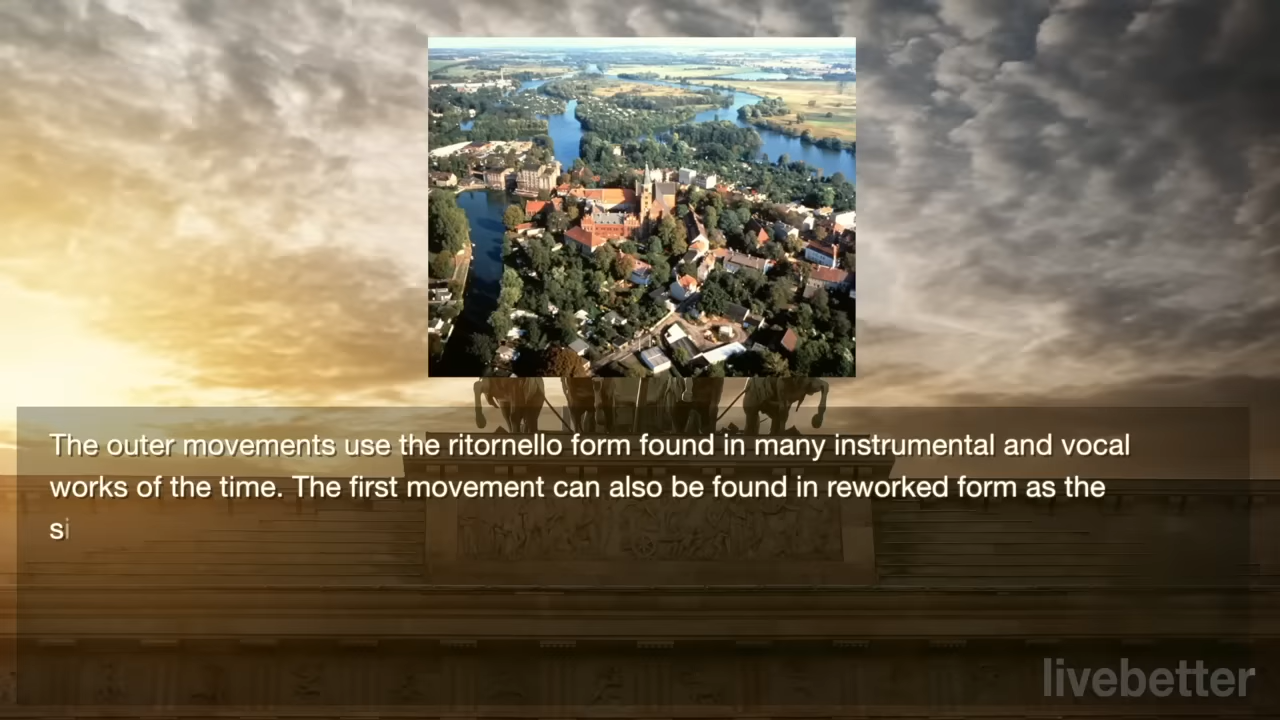 The outer movements use the ritornello form found in many instrumental and vocal
works of the time. The first movement can also be found in reworked form as the
si
livebetter